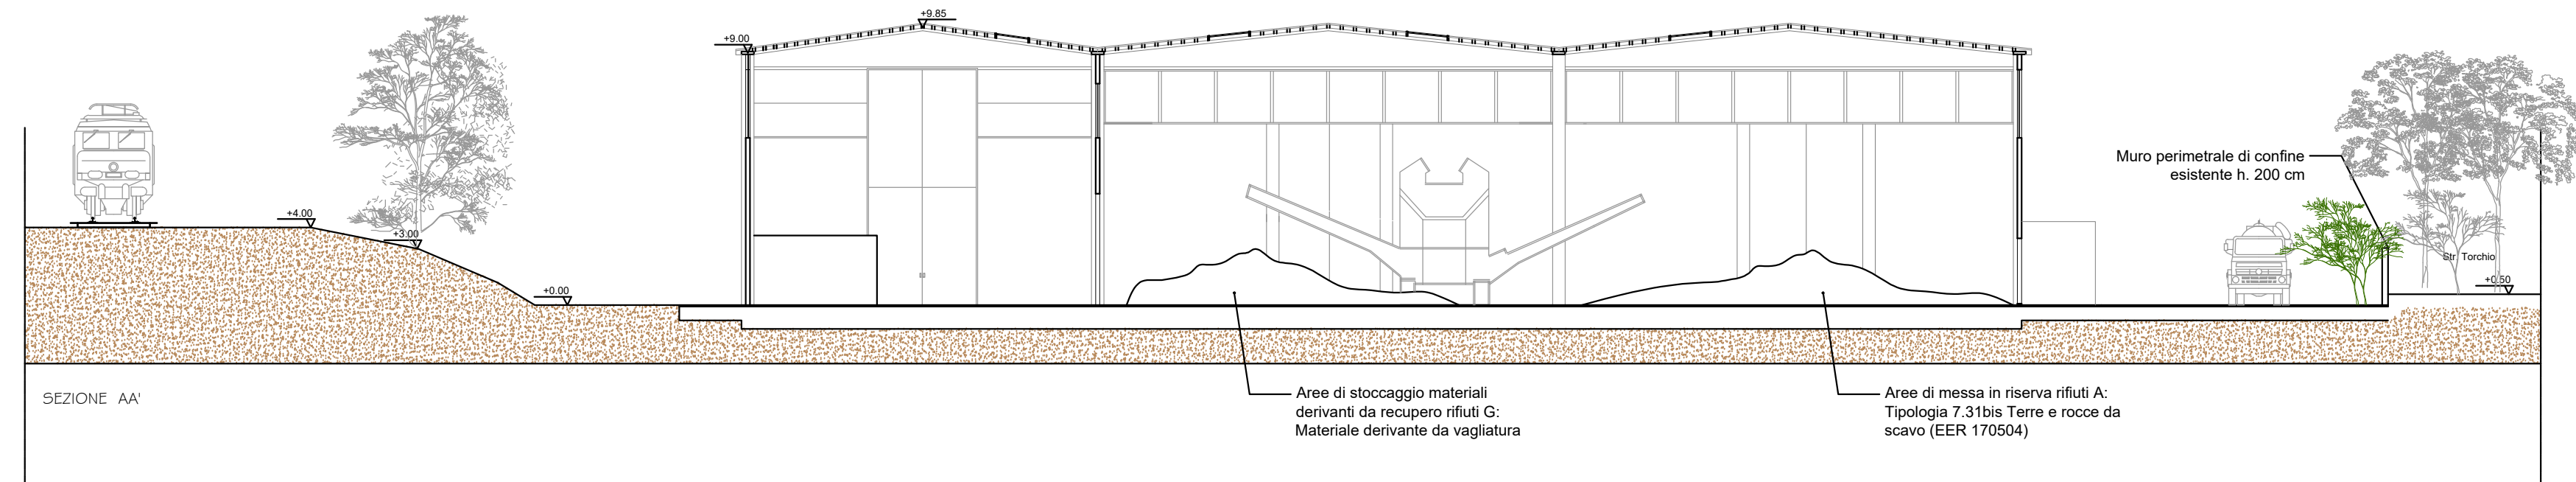 +9.85
+9.00
Muro perimetrale di confine
esistente h. 200 cm
+4.00
+3.00
Str. Torchio
+0.50
+0.00
Aree di stoccaggio materiali
derivanti da recupero rifiuti G:
Materiale derivante da vagliatura
Aree di messa in riserva rifiuti A:
Tipologia 7.31bis Terre e rocce da
scavo (EER 170504)
SEZIONE AA'